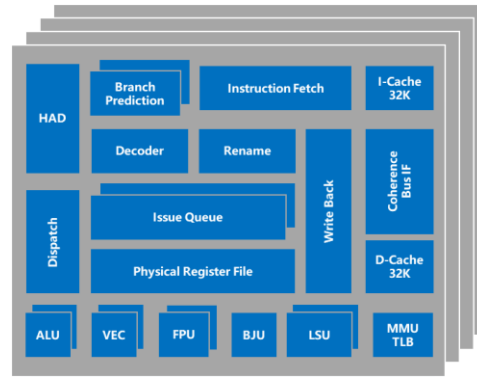 HAD
Branch
Prediction
Instruction Fetch
I-Cache
32K
Decoder
Rename
Write Back
Coherence
Bus IF
Dispatch
Issue Queue
Physical Register File
D-Cache
32K
ALU
VEC
FPU
BJU
LSU
MMU
TLB